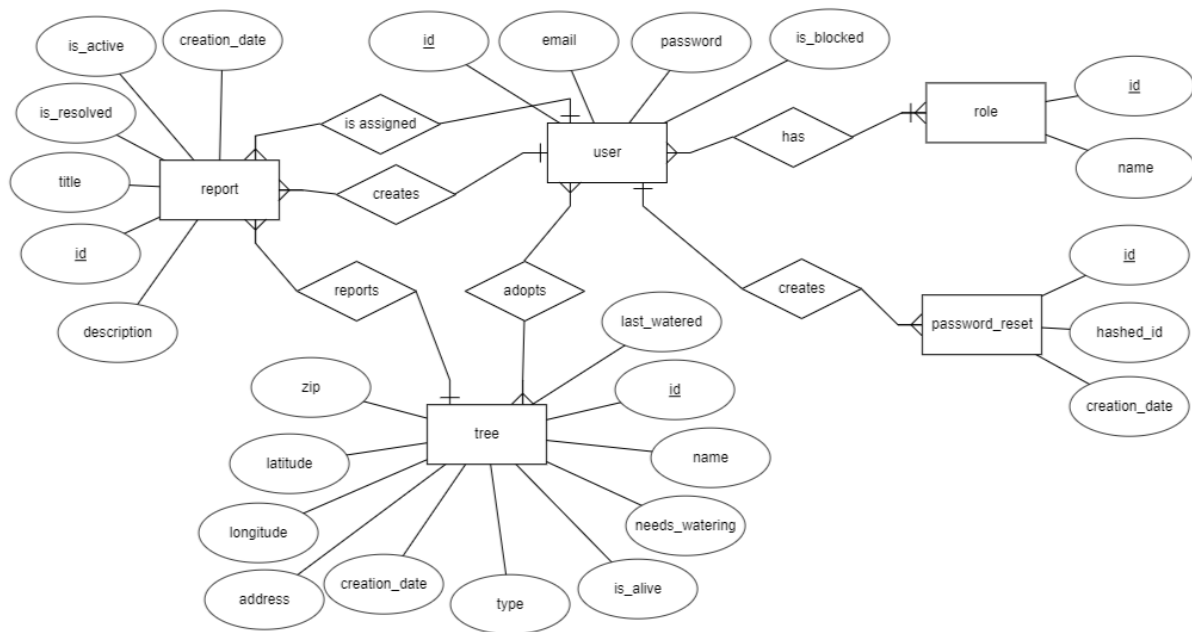 is_active
creation_date
id
email
password
is_blocked
is_resolved
title
id
description
report
is assigned
creates
user
has
role
id
name
reports
adopts
creates
password_reset
id
hashed_id
creation_date
last_watered
zip
id
latitude
tree
name
longitude
needs_watering
address
creation_date
type
is_alive